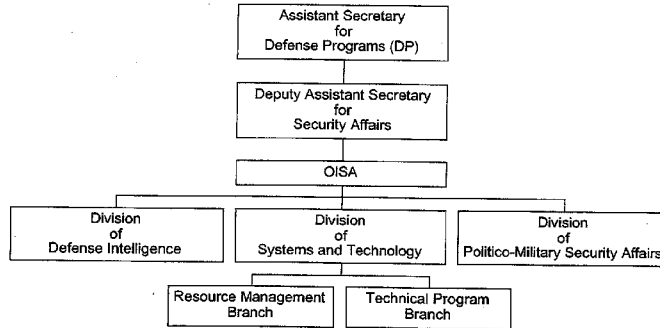 Assistant Secretary
for
Defense Programs (DP)
Deputy Assistant Secretary
for
Security Affairs
OISA
Division
of
Defense Intelligence
Division
of
Systems and Technology
Division
of
Politico-Military Security Affairs
Resource Management
Branch
Technical Program
Branch